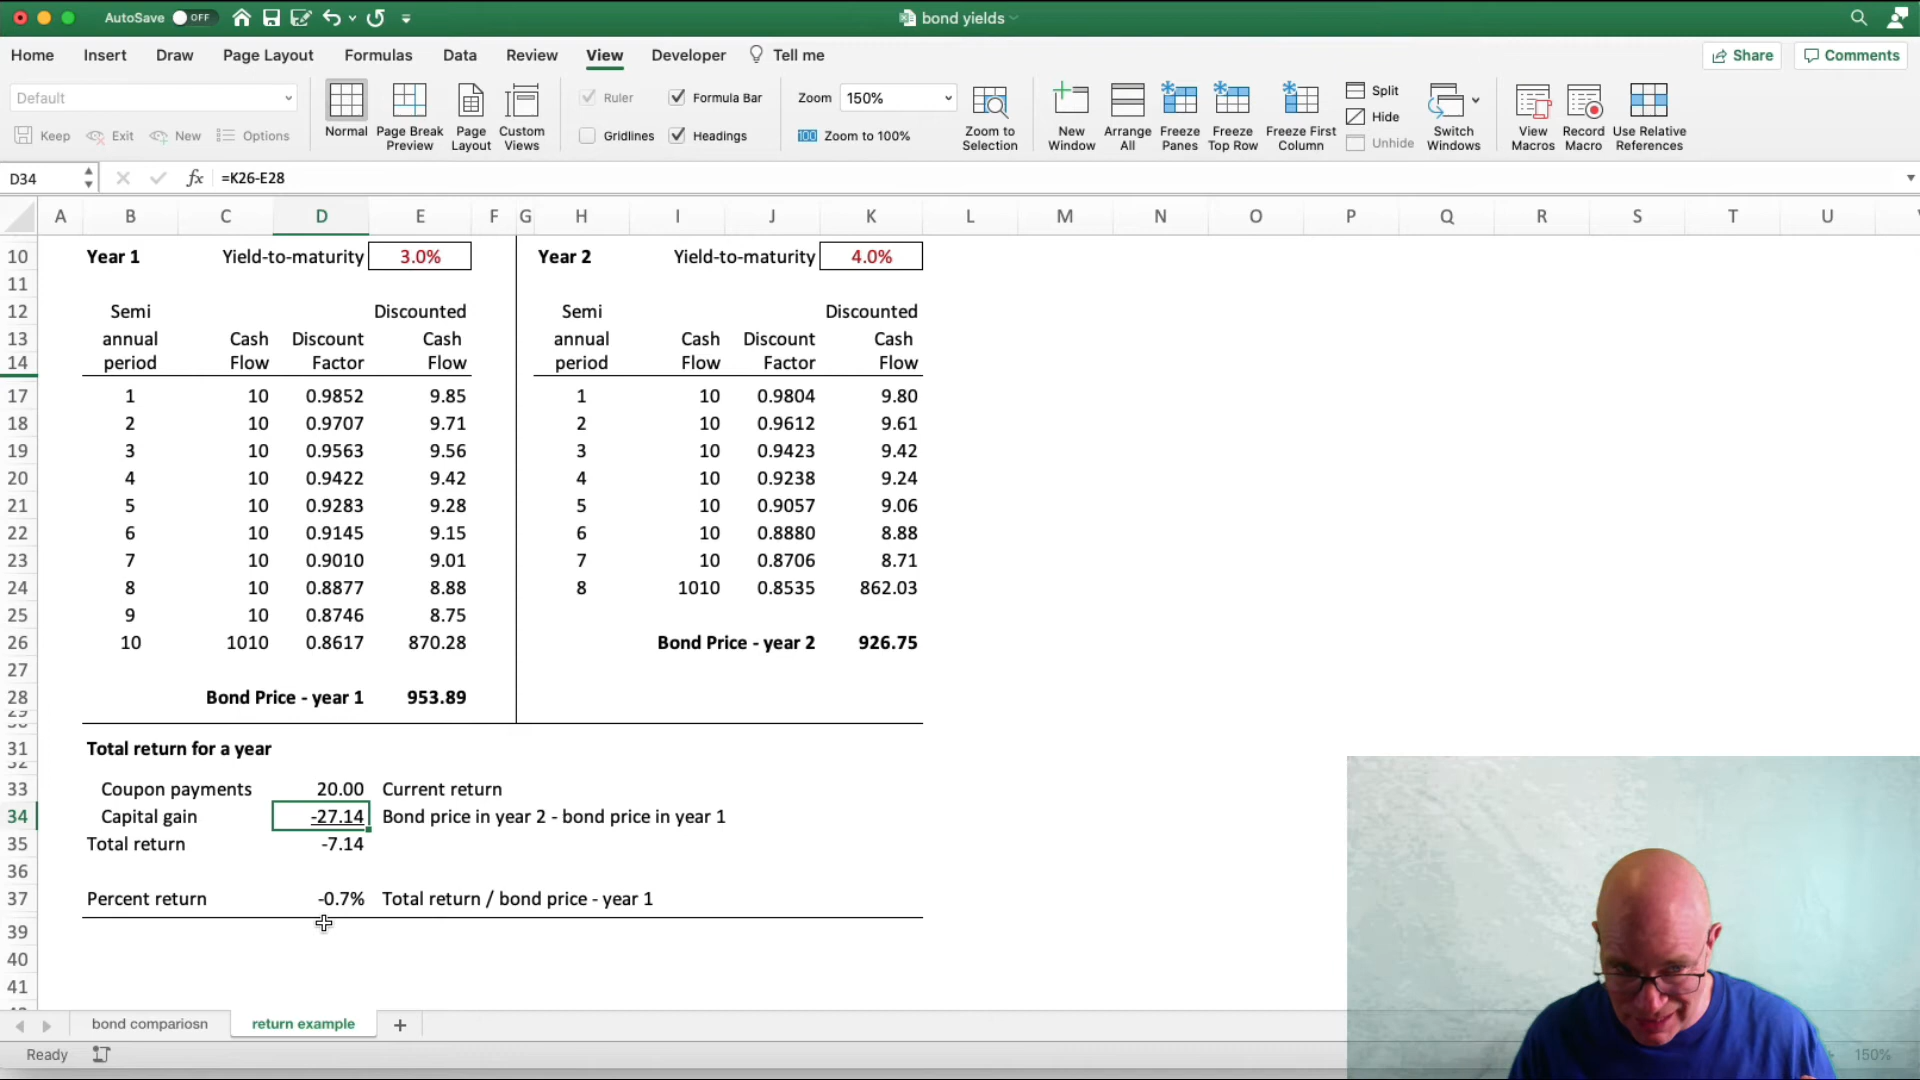 AutoSave OFF bond yields
Home Insert Draw Page Layout Formulas Data Review View Developer Tell me Share Comments
Default Ruler Formula Bar Zoom 150% Split
Hide
Keep Exit New Options Gridlines Headings 100 Zoom to 100% Unhide
Normal Page Break Preview Page Layout Custom Views Zoom to Selection New Window Arrange All Freeze Panes Freeze Top Row Freeze First Column Switch Windows View Macros Record Macro Use Relative References
D34 fx =K26-E28
A B C D E F G H I J K L M N O P Q R S T U
10 Year 1 Yield-to-maturity 3.0% Year 2 Yield-to-maturity 4.0%
11
12 Semi Discounted Semi Discounted
13 annual Cash Discount Cash annual Cash Discount Cash
14 period Flow Factor Flow period Flow Factor Flow
17 1 10 0.9852 9.85 1 10 0.9804 9.80
18 2 10 0.9707 9.71 2 10 0.9612 9.61
19 3 10 0.9563 9.56 3 10 0.9423 9.42
20 4 10 0.9422 9.42 4 10 0.9238 9.24
21 5 10 0.9283 9.28 5 10 0.9057 9.06
22 6 10 0.9145 9.15 6 10 0.8880 8.88
23 7 10 0.9010 9.01 7 10 0.8706 8.71
24 8 10 0.8877 8.88 8 1010 0.8535 862.03
25 9 10 0.8746 8.75
26 10 1010 0.8617 870.28 Bond Price - year 2 926.75
27
28 Bond Price - year 1 953.89
31 Total return for a year
33 Coupon payments 20.00 Current return
34 Capital gain -27.14 Bond price in year 2 - bond price in year 1
35 Total return -7.14
36
37 Percent return -0.7% Total return / bond price - year 1
39
40
41
bond compariosn return example
Ready 150%